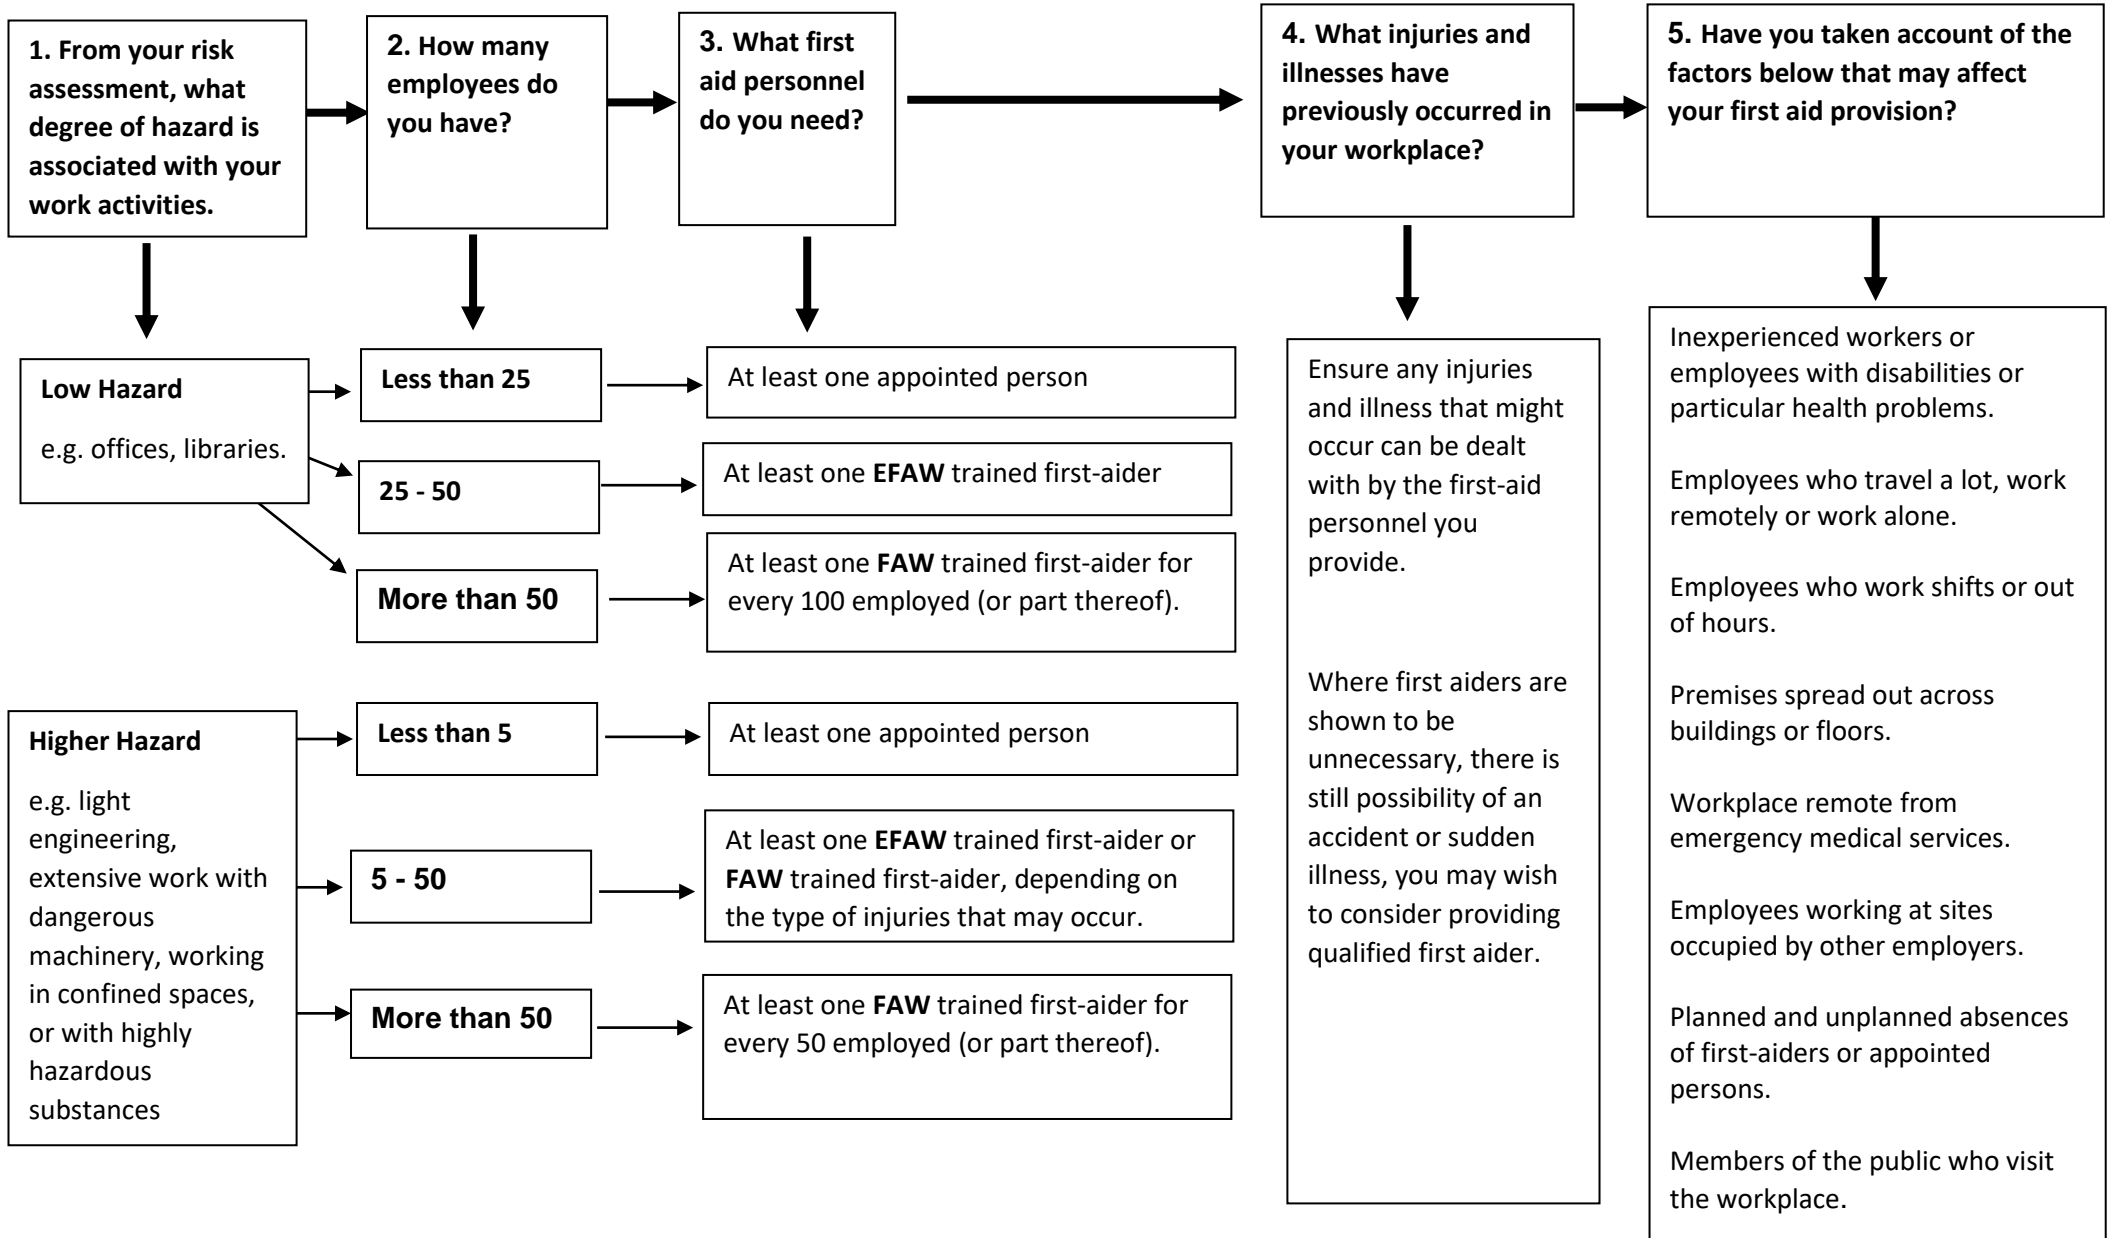 1. From your risk
assessment, what
degree of hazard is
associated with your
work activities.
2. How many
employees do
you have?
3. What first
aid personnel
do you need?
4. What injuries and
illnesses have
previously occurred in
your workplace?
5. Have you taken account of the
factors below that may affect
your first aid provision?
Low Hazard
e.g. offices, libraries.
Less than 25
At least one appointed person
25 - 50
At least one EFAW trained first-aider
More than 50
At least one FAW trained first-aider for
every 100 employed (or part thereof).
Higher Hazard
e.g. light
engineering,
extensive work with
dangerous
machinery, working
in confined spaces,
or with highly
hazardous
substances
Less than 5
At least one appointed person
5 - 50
At least one EFAW trained first-aider or
FAW trained first-aider, depending on
the type of injuries that may occur.
More than 50
At least one FAW trained first-aider for
every 50 employed (or part thereof).
Ensure any injuries
and illness that might
occur can be dealt
with by the first-aid
personnel you
provide.
Where first aiders are
shown to be
unnecessary, there is
still possibility of an
accident or sudden
illness, you may wish
to consider providing
qualified first aider.
Inexperienced workers or
employees with disabilities or
particular health problems.
Employees who travel a lot, work
remotely or work alone.
Employees who work shifts or out
of hours.
Premises spread out across
buildings or floors.
Workplace remote from
emergency medical services.
Employees working at sites
occupied by other employers.
Planned and unplanned absences
of first-aiders or appointed
persons.
Members of the public who visit
the workplace.